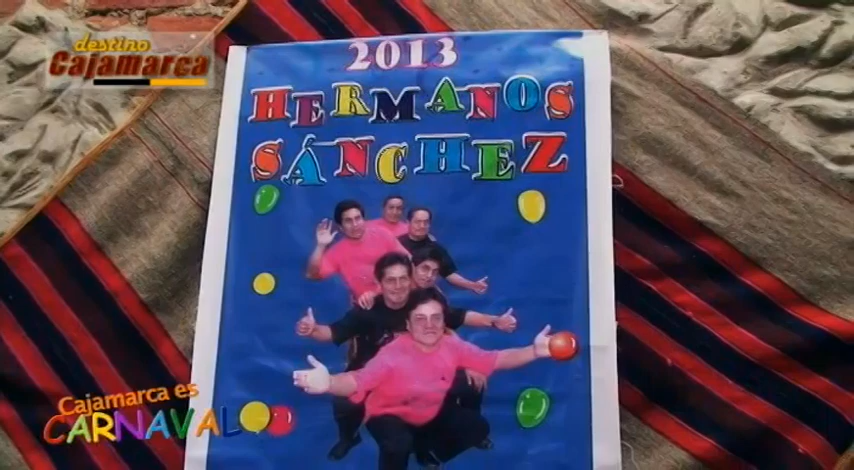 destino
Cajamarca
2013
HERMANOS
SÁNCHEZ
Cajamarca es
CARNAVAL